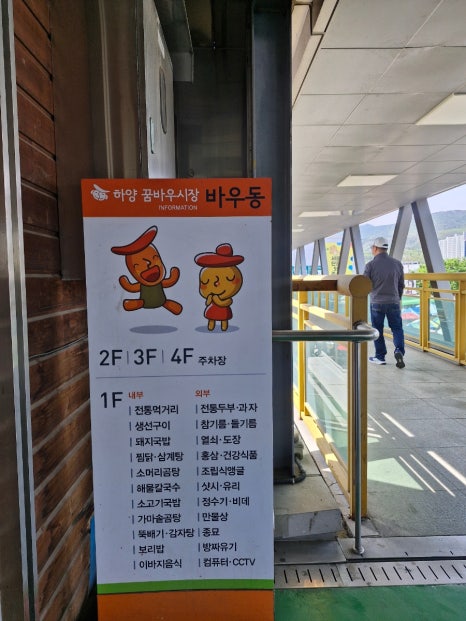 하양 꿈바우시장 바우동
INFORMATION
2F | 3F | 4F 주차장
1F
내부
전통먹거리
생선구이
돼지국밥
찜닭·삼계탕
소머리곰탕
해물칼국수
소고기국밥
가마솥곰탕
뚝배기·감자탕
보리밥
이바지음식
외부
전통두부·과자
참기름·들기름
열쇠·도장
홍삼·건강식품
조립식앵글
샷시·유리
정수기·비데
만물상
종묘
방짜유기
컴퓨터·CCTV